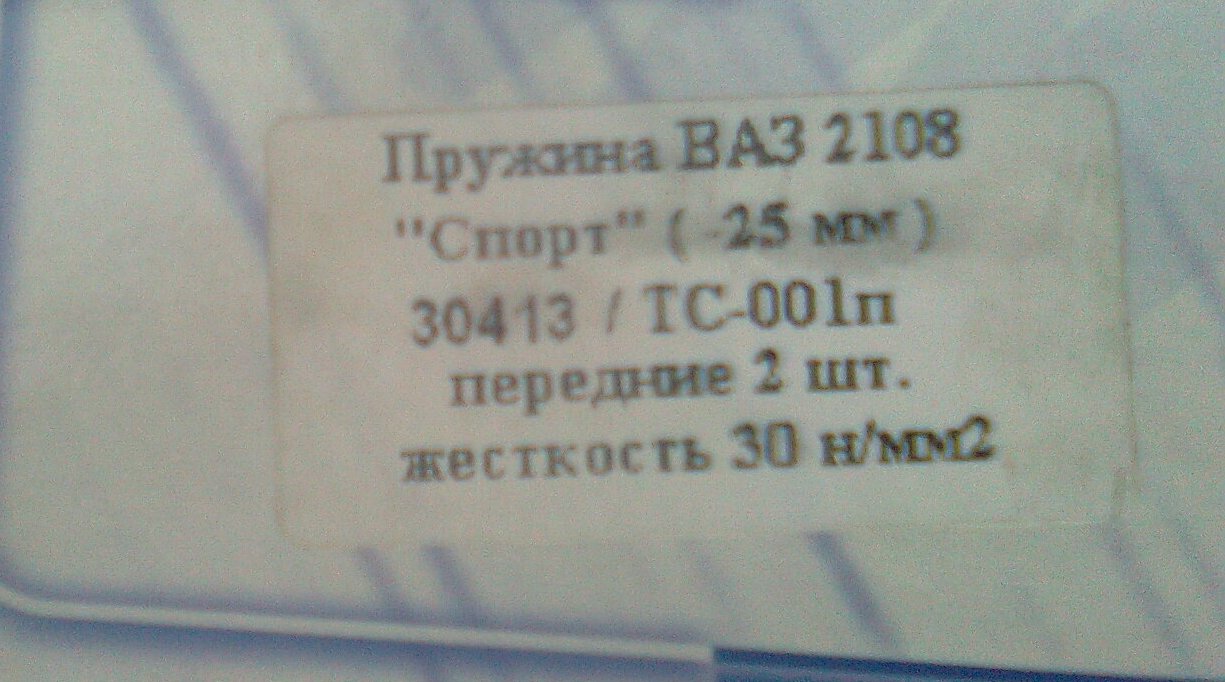 Пружина ВАЗ 2108
"Спорт" ( -25 мм )
30413 / ТС-001п
передние 2 шт.
жесткость 30 н/мм2